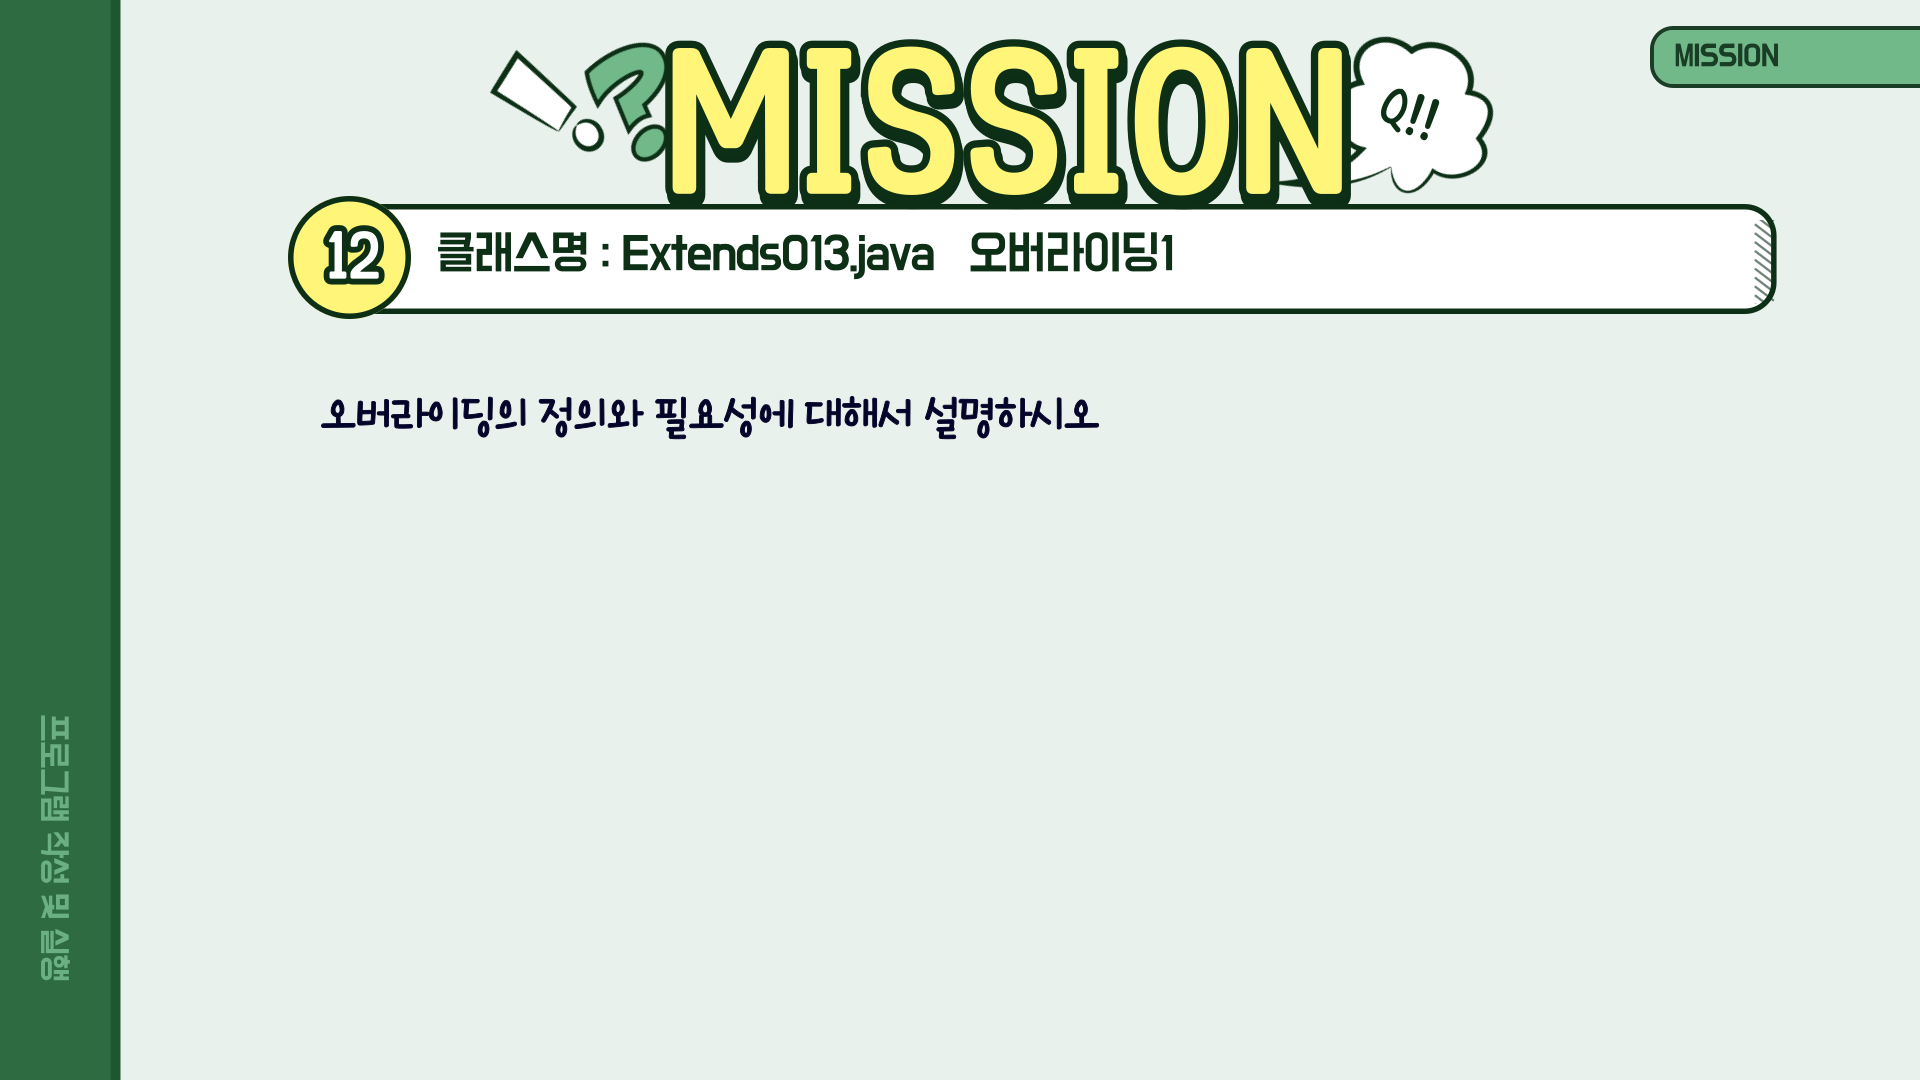 MISSION
!?
MISSION
Q!!
12
클래스명 : Extends013.java 오버라이딩1
오버라이딩의 정의와 필요성에 대해서 설명하시오
프로그램 작성 및 실행